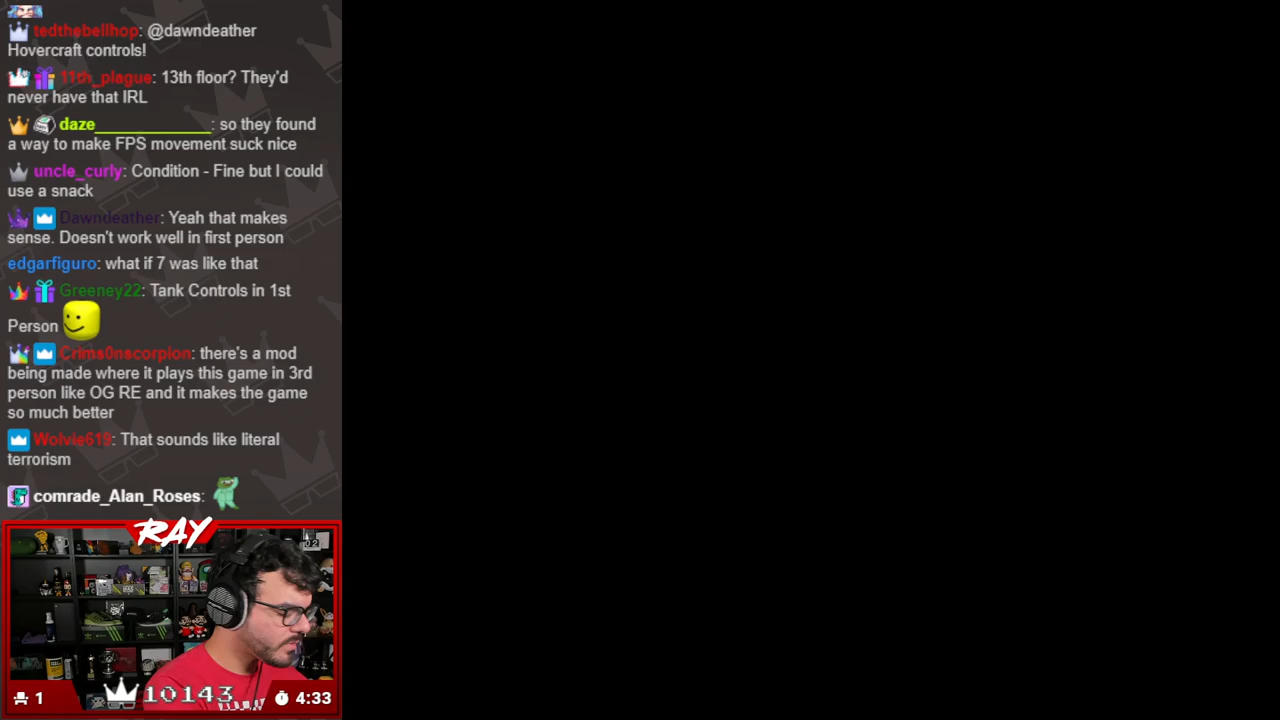 tedthebellhop: @dawndeather
Hovercraft controls!
11th_plague: 13th floor? They'd
never have that IRL
daze_____________: so they found
a way to make FPS movement suck nice
uncle_curly: Condition - Fine but I could
use a snack
Dawndeather: Yeah that makes
sense. Doesn't work well in first person
edgarfiguro: what if 7 was like that
Greeney22: Tank Controls in 1st
Person
Crims0nscorpion: there's a mod
being made where it plays this game in 3rd
person like OG RE and it makes the game
so much better
Wolvie619: That sounds like literal
terrorism
comrade_Alan_Roses:
RAY
1
10143
4:33